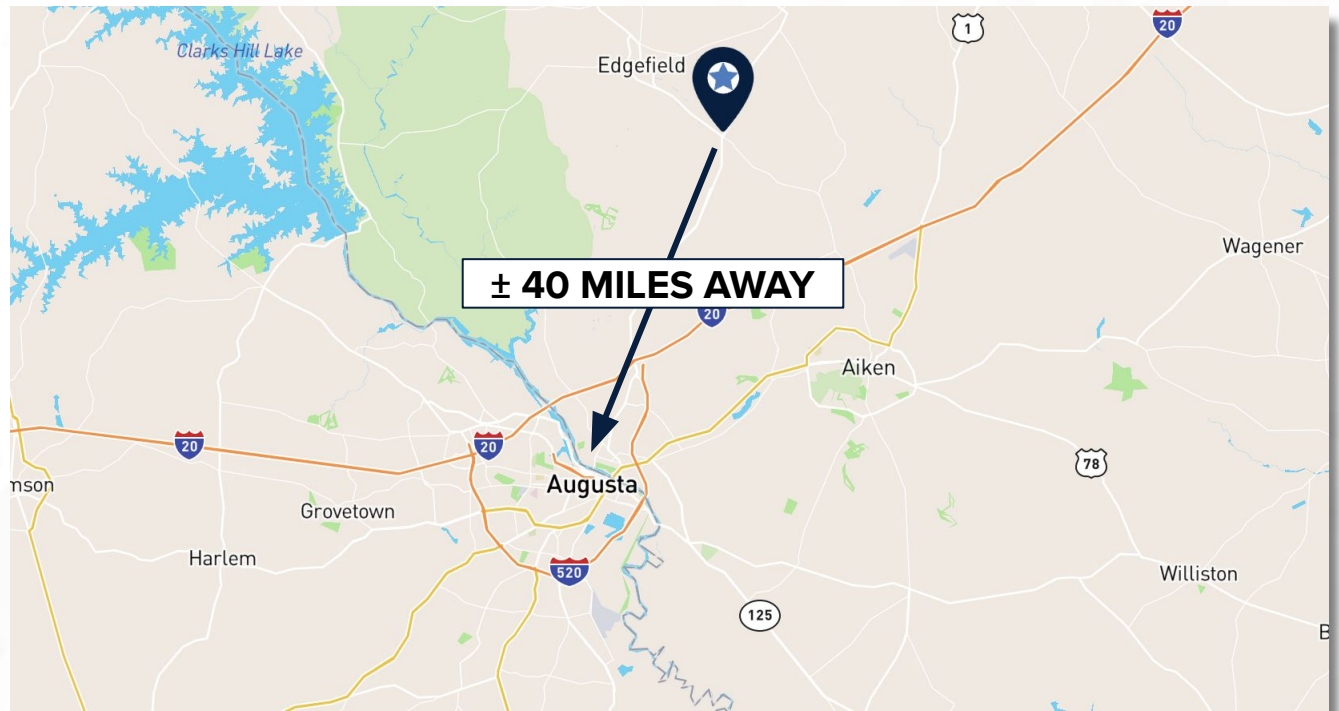 1
20
Clarks Hill Lake
Edgefield
Wagener
± 40 MILES AWAY
20
Aiken
20
20
78
mson
Augusta
Grovetown
Harlem
520
Williston
125
B